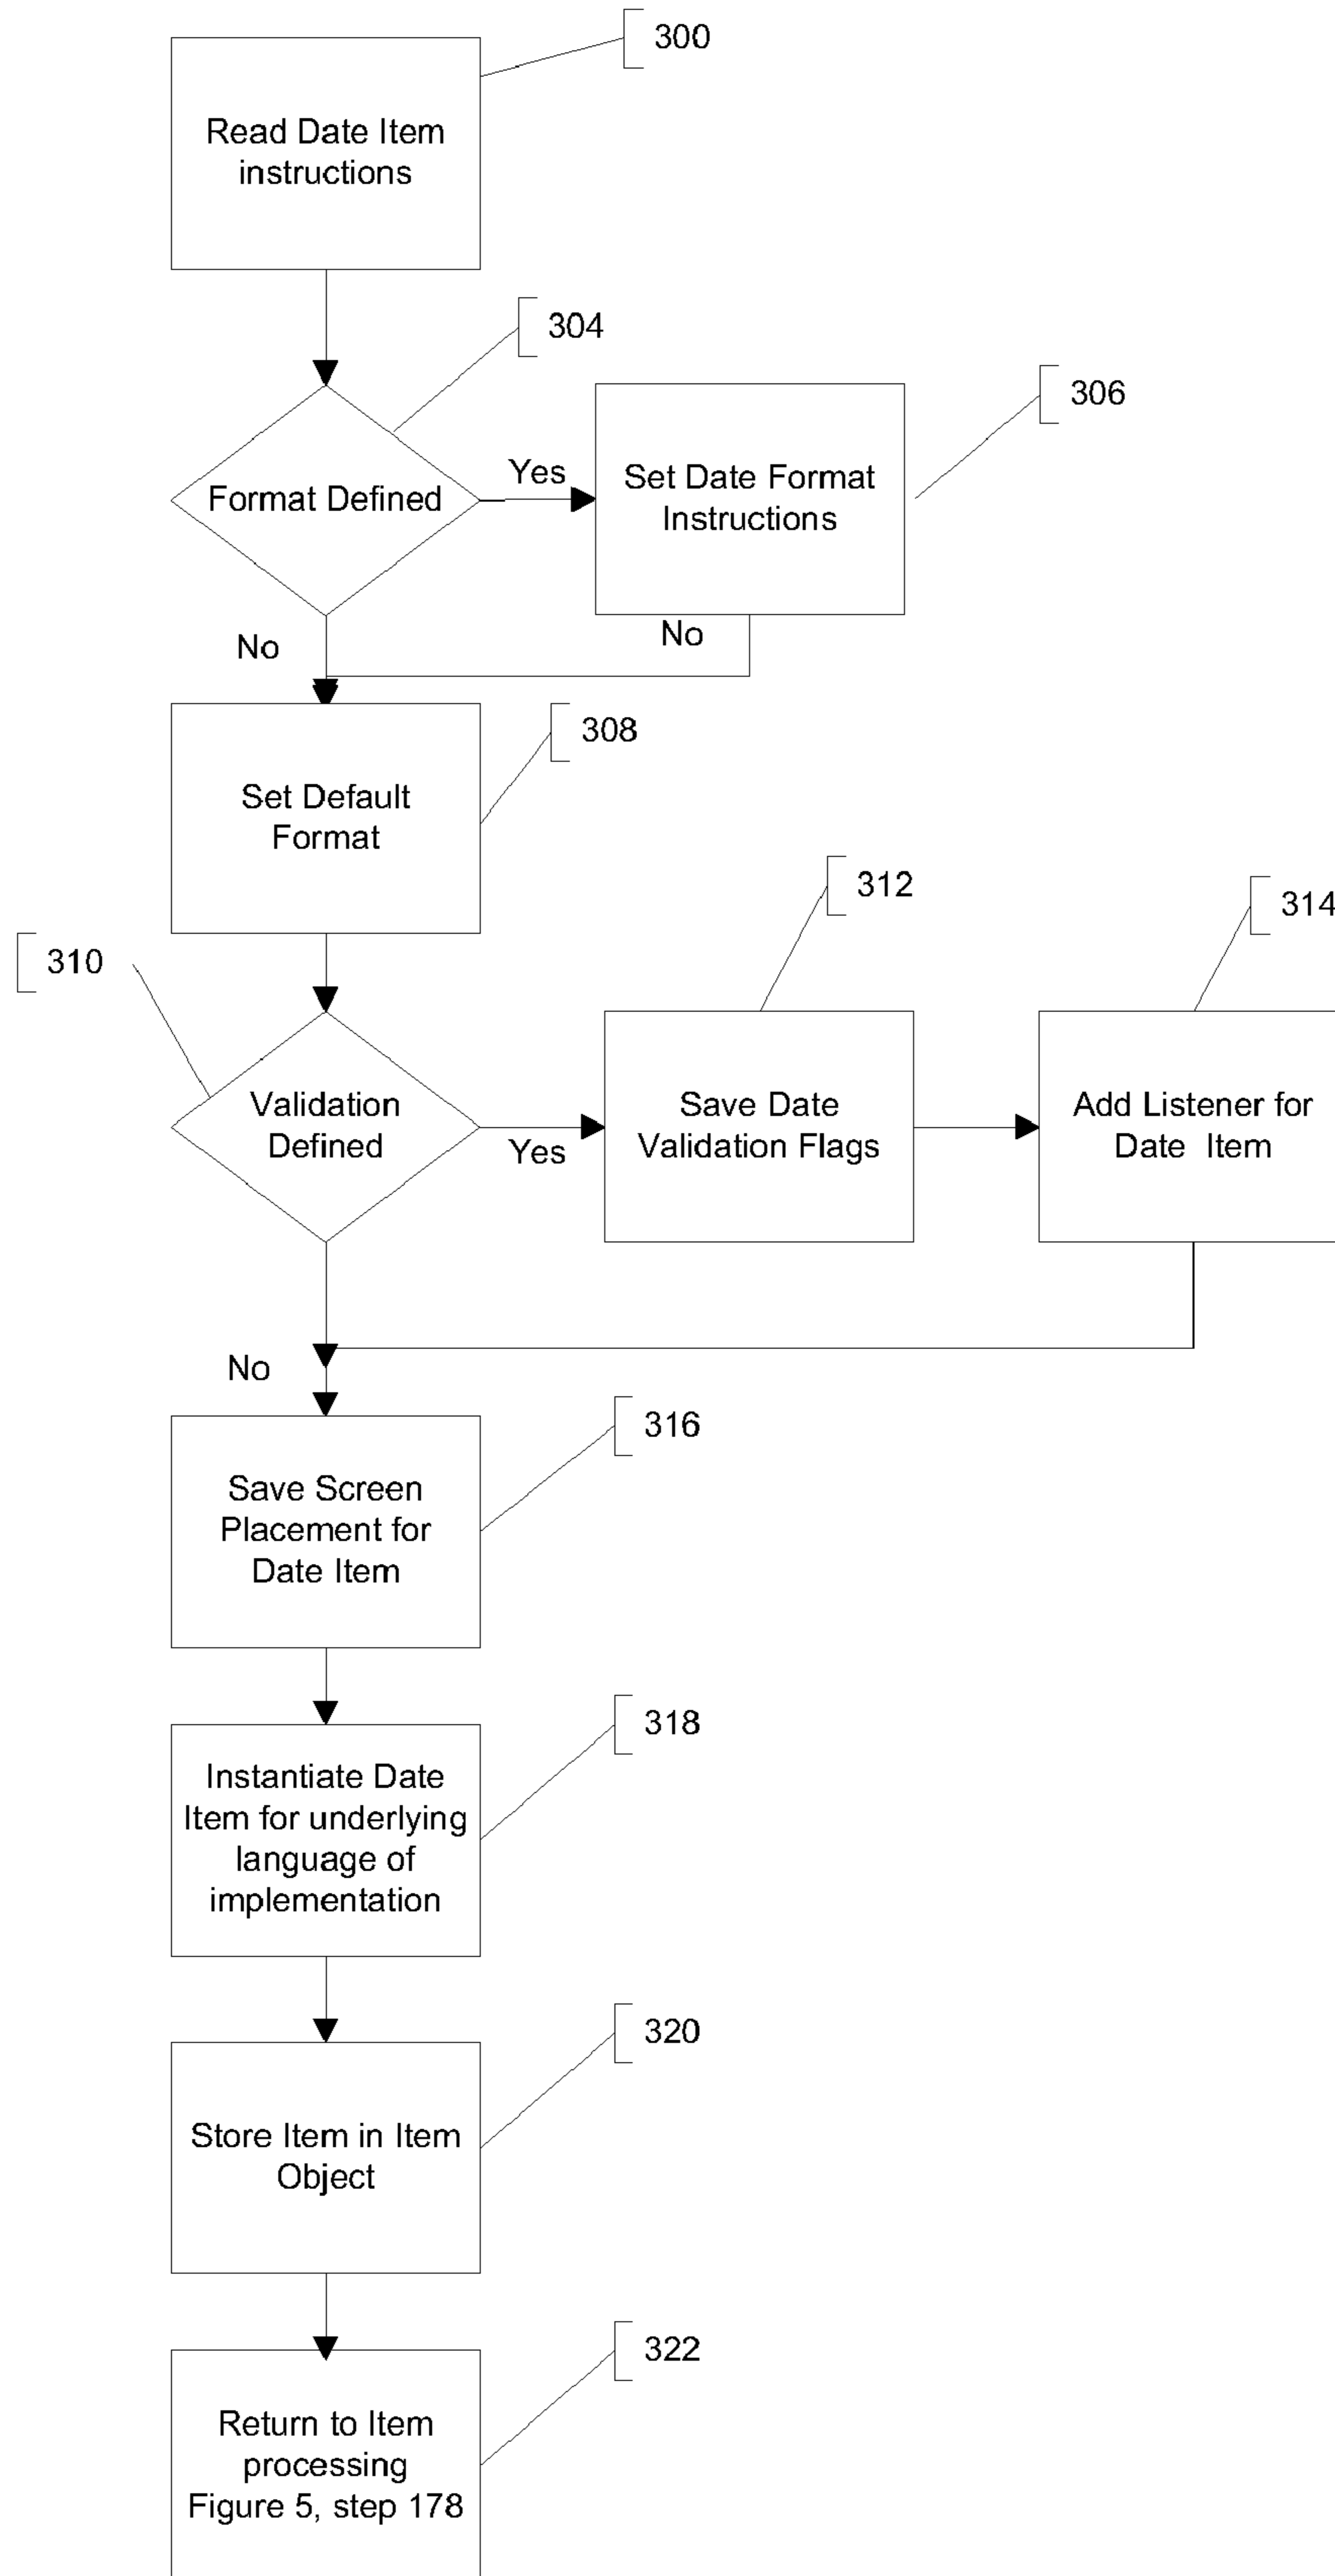 300
Read Date Item
instructions
304
306
Format Defined
Yes
Set Date Format
Instructions
No
No
308
Set Default
Format
312
314
310
Validation
Defined
Yes
Save Date
Validation Flags
Add Listener for
Date Item
No
316
Save Screen
Placement for
Date Item
318
Instantiate Date
Item for underlying
language of
implementation
320
Store Item in Item
Object
322
Return to Item
processing
Figure 5, step 178